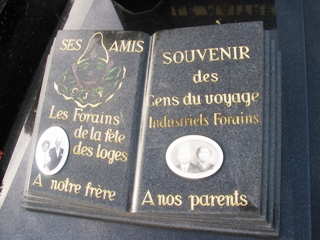 SES AMIS
Les Forains
de la fête
des loges
A notre frère
SOUVENIR
des
Gens du voyage
Industriels Forains
A nos parents